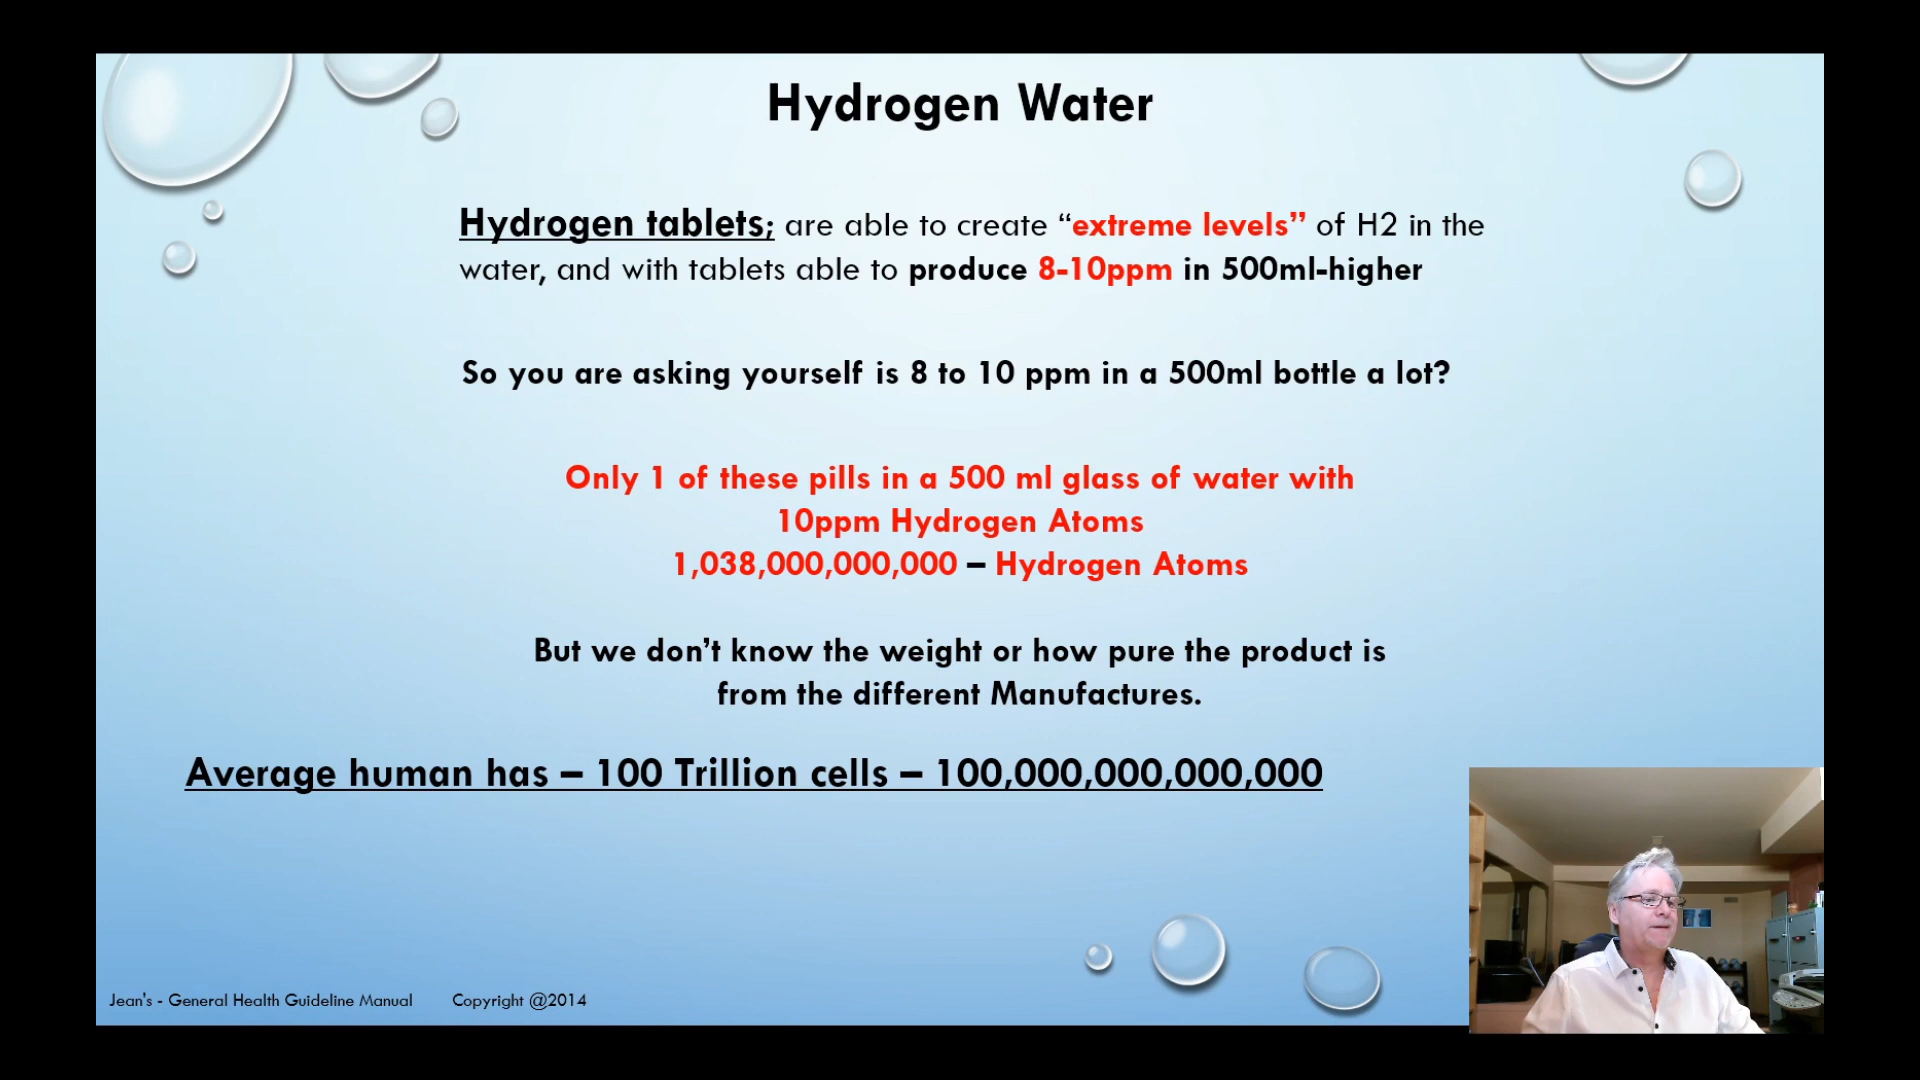 Hydrogen Water
Hydrogen tablets; are able to create “extreme levels” of H2 in the
water, and with tablets able to produce 8-10ppm in 500ml-higher
So you are asking yourself is 8 to 10 ppm in a 500ml bottle a lot?
Only 1 of these pills in a 500 ml glass of water with
10ppm Hydrogen Atoms
1,038,000,000,000 – Hydrogen Atoms
But we don’t know the weight or how pure the product is
from the different Manufactures.
Average human has – 100 Trillion cells – 100,000,000,000,000
Jean's - General Health Guideline Manual Copyright @2014